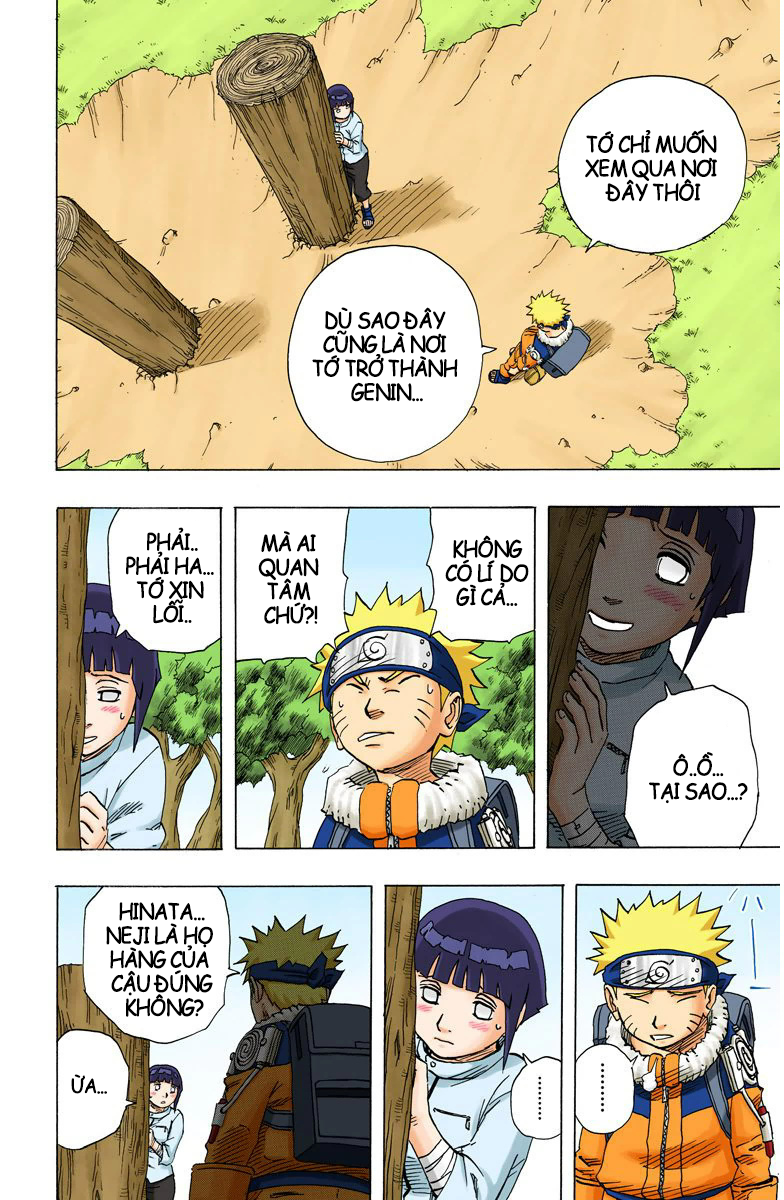 TỚ CHỈ MUỐN
XEM QUA NƠI
ĐÂY THÔI
DÙ SAO ĐÂY
CŨNG LÀ NƠI
TỚ TRỞ THÀNH
GENIN...
Ô..Ồ...
TẠI SAO...?
KHÔNG
CÓ LÍ DO
GÌ CẢ...
MÀ AI
QUAN
TÂM
CHỨ?!
PHẢI..
PHẢI HA...
TỚ XIN
LỖI..
.........
.........
HINATA...
NEJI LÀ HỌ
HÀNG CỦA
CẬU ĐÚNG
KHÔNG?
ỪA...